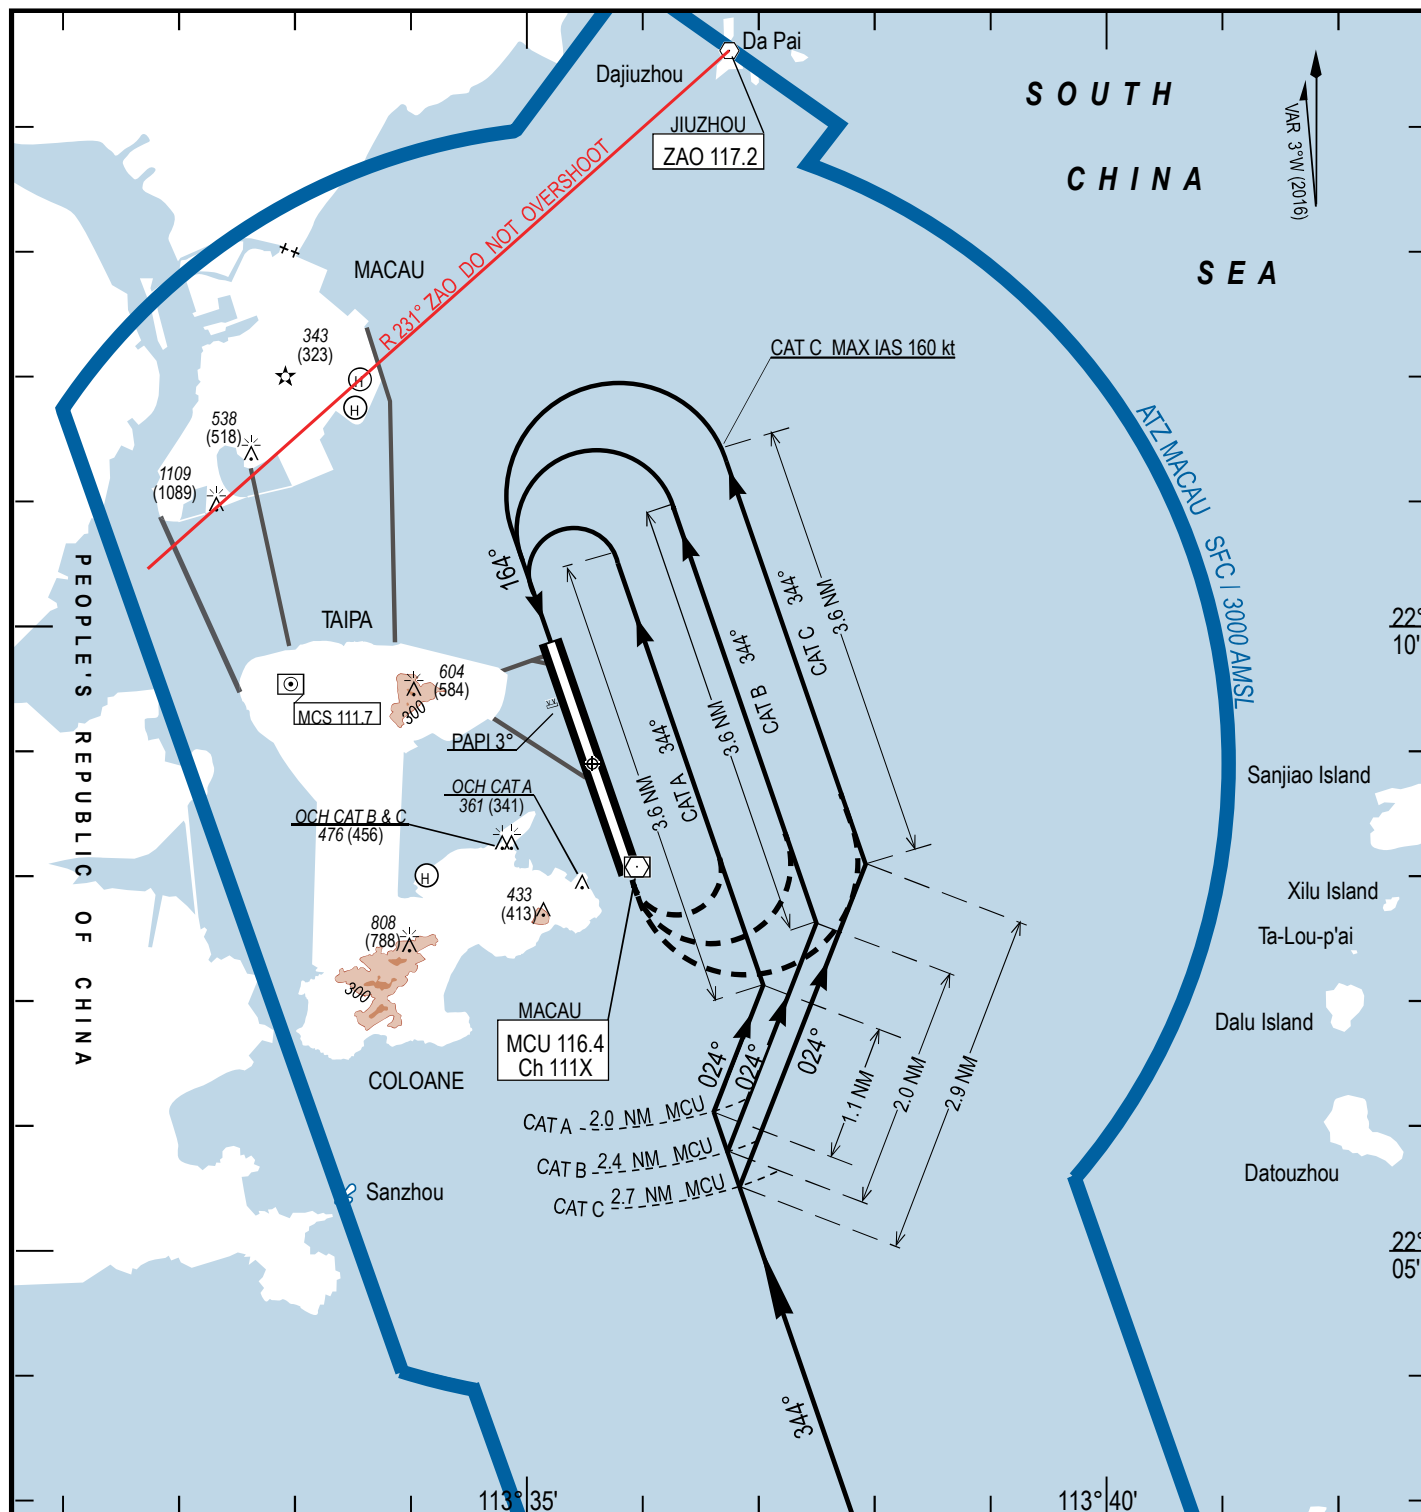 Da Pai
Dajiuzhou
SOUTH
CHINA
SEA
VAR 3°W (2016)
JIUZHOU
ZAO 117.2
R 231° ZAO DO NOT OVERSHOOT
MACAU
343
(323)
H
H
538
(518)
1109
(1089)
CAT C MAX IAS 160 kt
ATZ MACAU SFC / 3000 AMSL
PEOPLE'S REPUBLIC OF CHINA
164°
TAIPA
604
(584)
300
MCS 111.7
PAPI 3°
344°
CAT A
3.6 NM
344°
CAT B
3.6 NM
344°
CAT C
3.6 NM
22°
10'
OCH CAT A
361 (341)
OCH CAT B & C
476 (456)
H
433
(413)
808
(788)
300
Sanjiao Island
Xilu Island
Ta-Lou-p'ai
Dalu Island
Datouzhou
MACAU
MCU 116.4
Ch 111X
COLOANE
024°
024°
024°
1.1 NM
2.0 NM
2.9 NM
CAT A 2.0 NM MCU
CAT B 2.4 NM MCU
CAT C 2.7 NM MCU
Sanzhou
22°
05'
344°
113°35'
113°40'